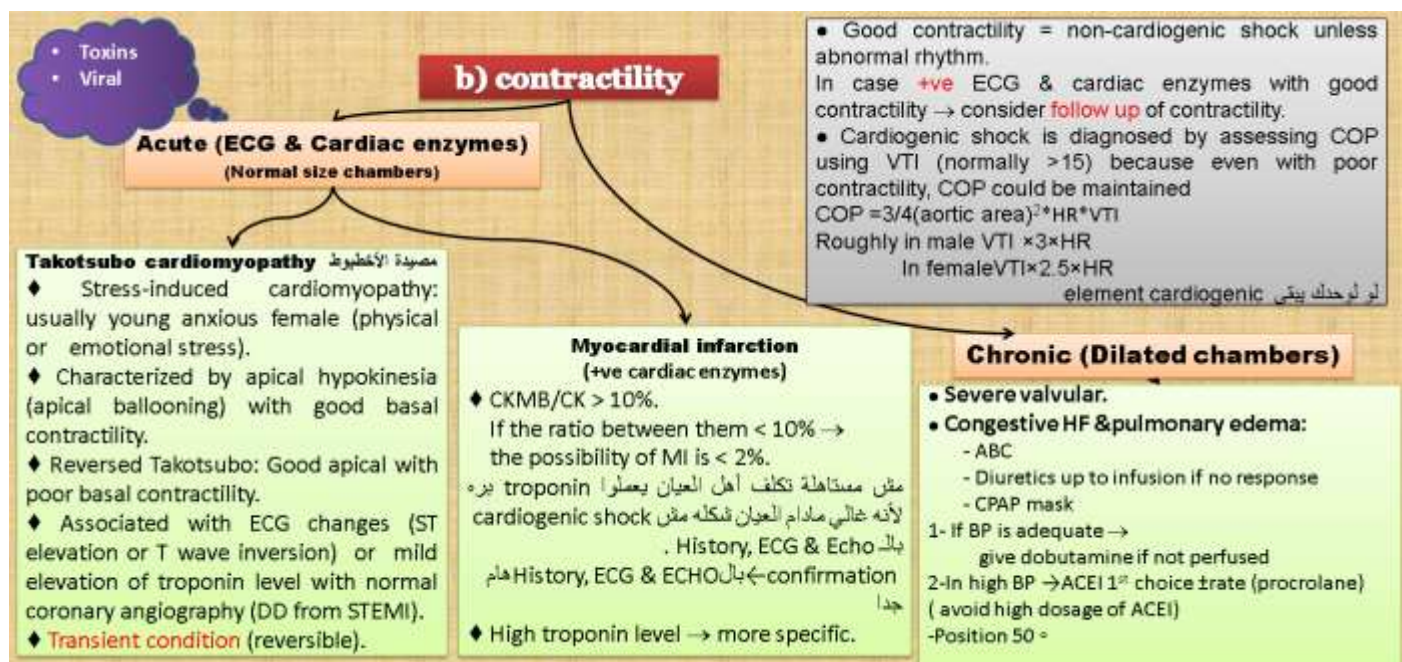 • Toxins
• Viral
b) contractility
Acute (ECG & Cardiac enzymes)
(Normal size chambers)
● Good contractility = non-cardiogenic shock unless
abnormal rhythm.
In case +ve ECG & cardiac enzymes with good
contractility → consider follow up of contractility.
● Cardiogenic shock is diagnosed by assessing COP
using VTI (normally >15) because even with poor
contractility, COP could be maintained
COP =3/4(aortic area)²*HR*VTI
Roughly in male VTI ×3×HR
In femaleVTI×2.5×HR
لو لوحدك يبقى element cardiogenic
Takotsubo cardiomyopathy مصيدة الأخطبوط
♦ Stress-induced cardiomyopathy:
usually young anxious female (physical
or emotional stress).
♦ Characterized by apical hypokinesia
(apical ballooning) with good basal
contractility.
♦ Reversed Takotsubo: Good apical with
poor basal contractility.
♦ Associated with ECG changes (ST
elevation or T wave inversion) or mild
elevation of troponin level with normal
coronary angiography (DD from STEMI).
♦ Transient condition (reversible).
Myocardial infarction
(+ve cardiac enzymes)
♦ CKMB/CK > 10%.
If the ratio between them < 10% →
the possibility of MI is < 2%.
مش مستاهلة تكلف أهل العيان يعملوا troponin بره
لأنه غالي مادام العيان شكله مش cardiogenic shock
بالـ History, ECG & Echo .
confirmation←بالـHistory, ECG & ECHO هام
جدا
♦ High troponin level → more specific.
Chronic (Dilated chambers)
● Severe valvular.
● Congestive HF &pulmonary edema:
- ABC
- Diuretics up to infusion if no response
- CPAP mask
1- If BP is adequate →
give dobutamine if not perfused
2-In high BP →ACEI 1st choice ±rate (procrolane)
( avoid high dosage of ACEI)
-Position 50 °